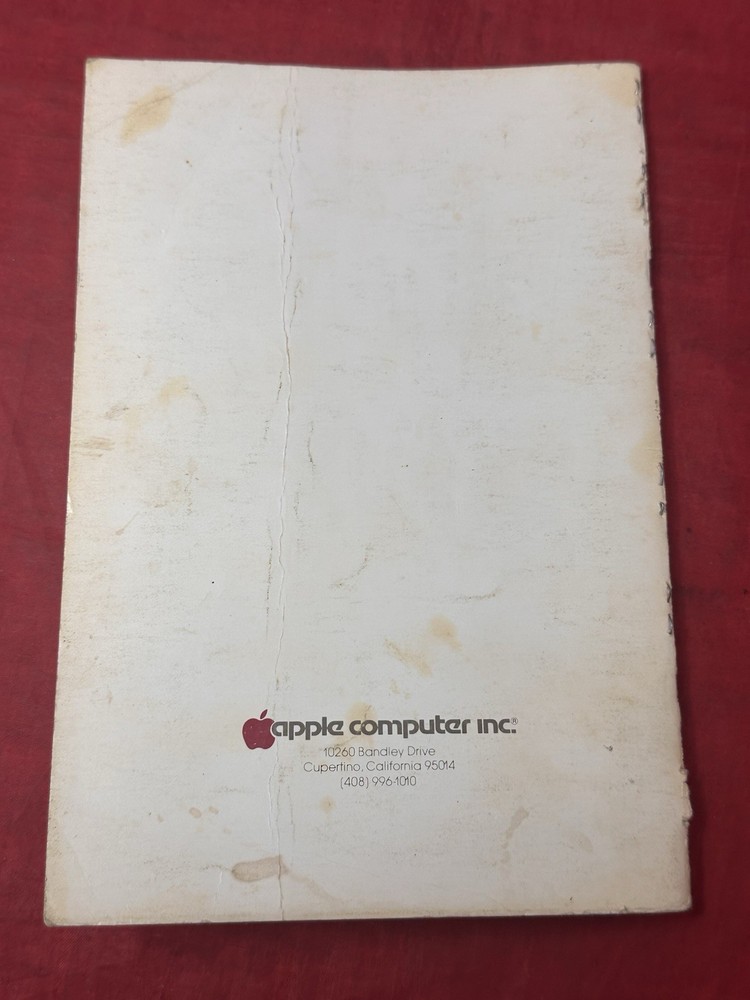 apple computer inc.®
10260 Bandley Drive
Cupertino, California 95014
(408) 996-1010